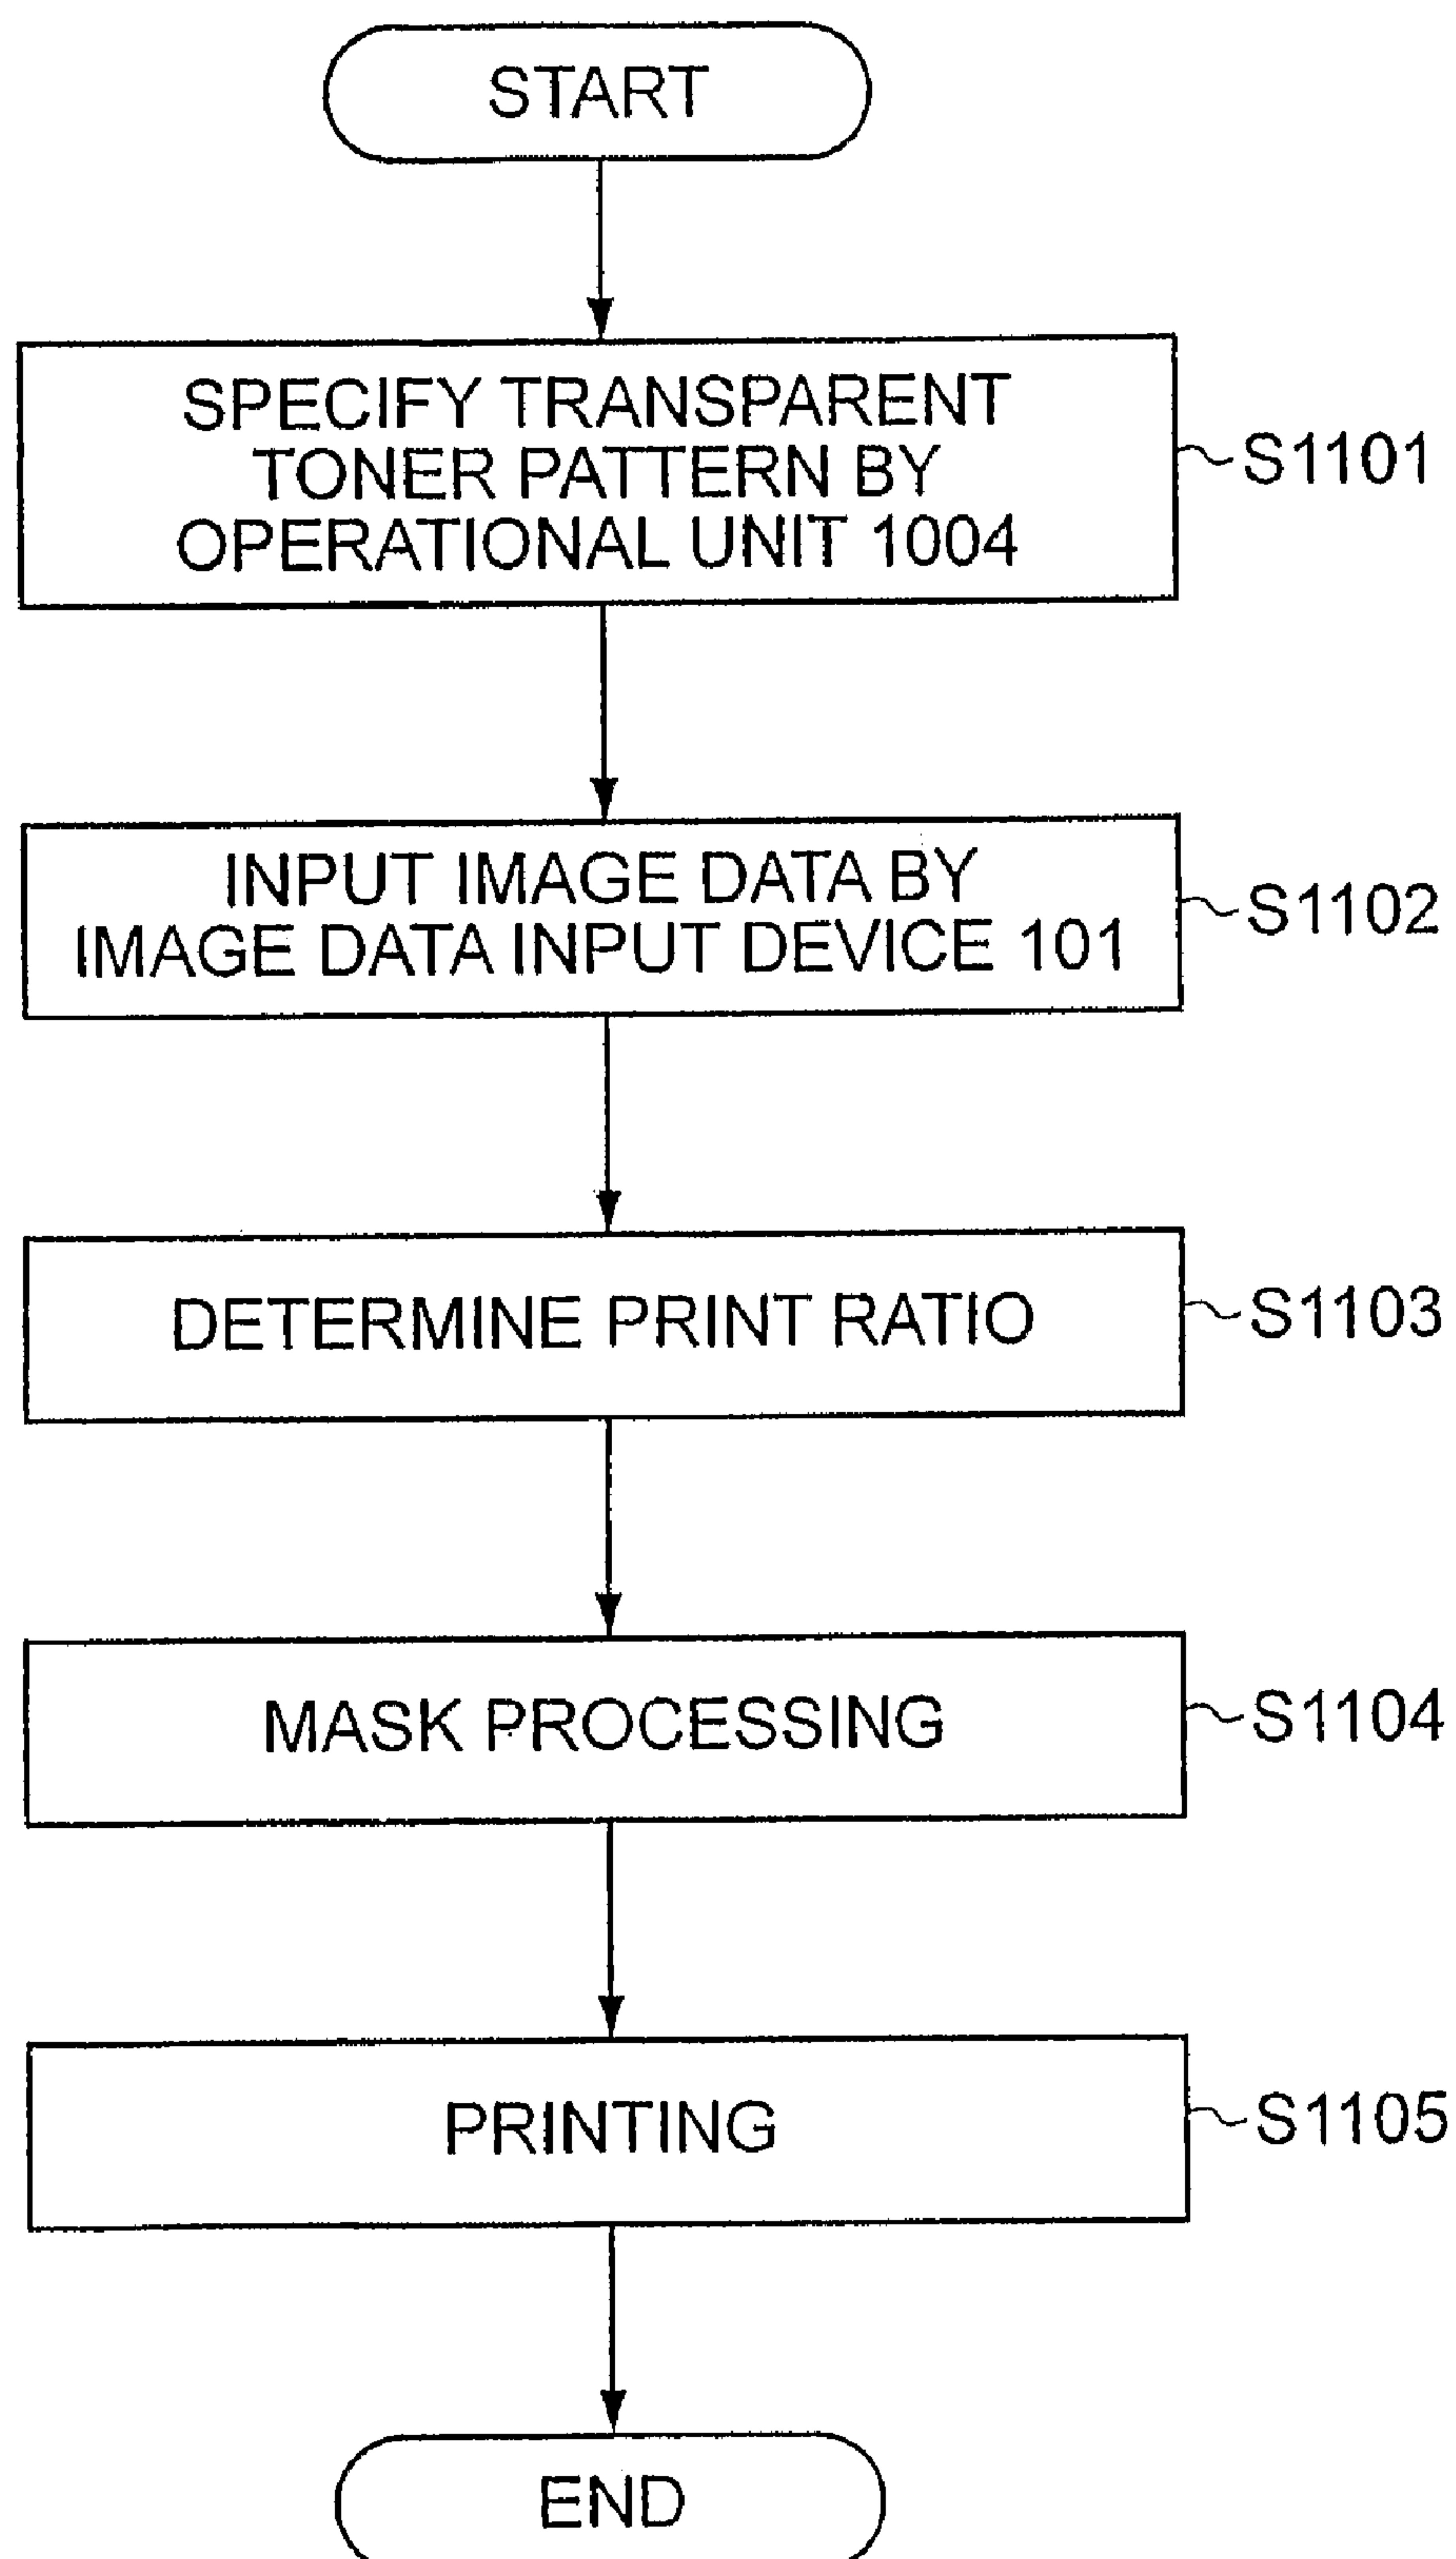 START
SPECIFY TRANSPARENT
TONER PATTERN BY
OPERATIONAL UNIT 1004
S1101
INPUT IMAGE DATA BY
IMAGE DATA INPUT DEVICE 101
S1102
DETERMINE PRINT RATIO
S1103
MASK PROCESSING
S1104
PRINTING
S1105
END